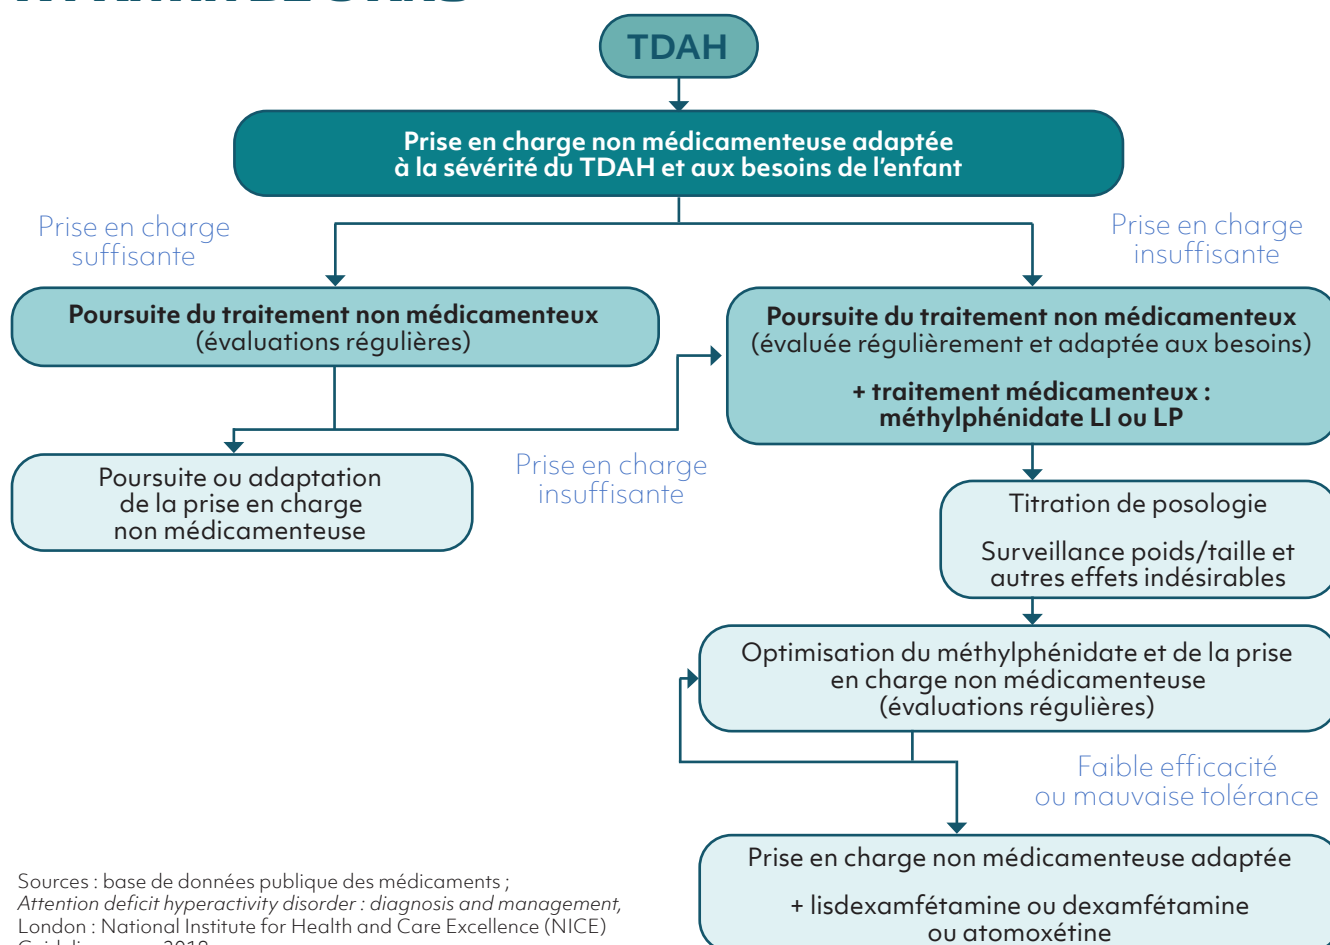 TDAH
Prise en charge non médicamenteuse adaptée
à la sévérité du TDAH et aux besoins de l'enfant
Prise en charge
suffisante
Prise en charge
insuffisante
Poursuite du traitement non médicamenteux
(évaluations régulières)
Poursuite du traitement non médicamenteux
(évaluée régulièrement et adaptée aux besoins)
+ traitement médicamenteux :
méthylphénidate LI ou LP
Poursuite ou adaptation
de la prise en charge
non médicamenteuse
Prise en charge
insuffisante
Titration de posologie
Surveillance poids/taille et
autres effets indésirables
Optimisation du méthylphénidate et de la prise
en charge non médicamenteuse
(évaluations régulières)
Faible efficacité
ou mauvaise tolérance
Prise en charge non médicamenteuse adaptée
+ lisdexamfétamine ou dexamfétamine
ou atomoxétine
Sources : base de données publique des médicaments ;
Attention deficit hyperactivity disorder : diagnosis and management,
London : National Institute for Health and Care Excellence (NICE)